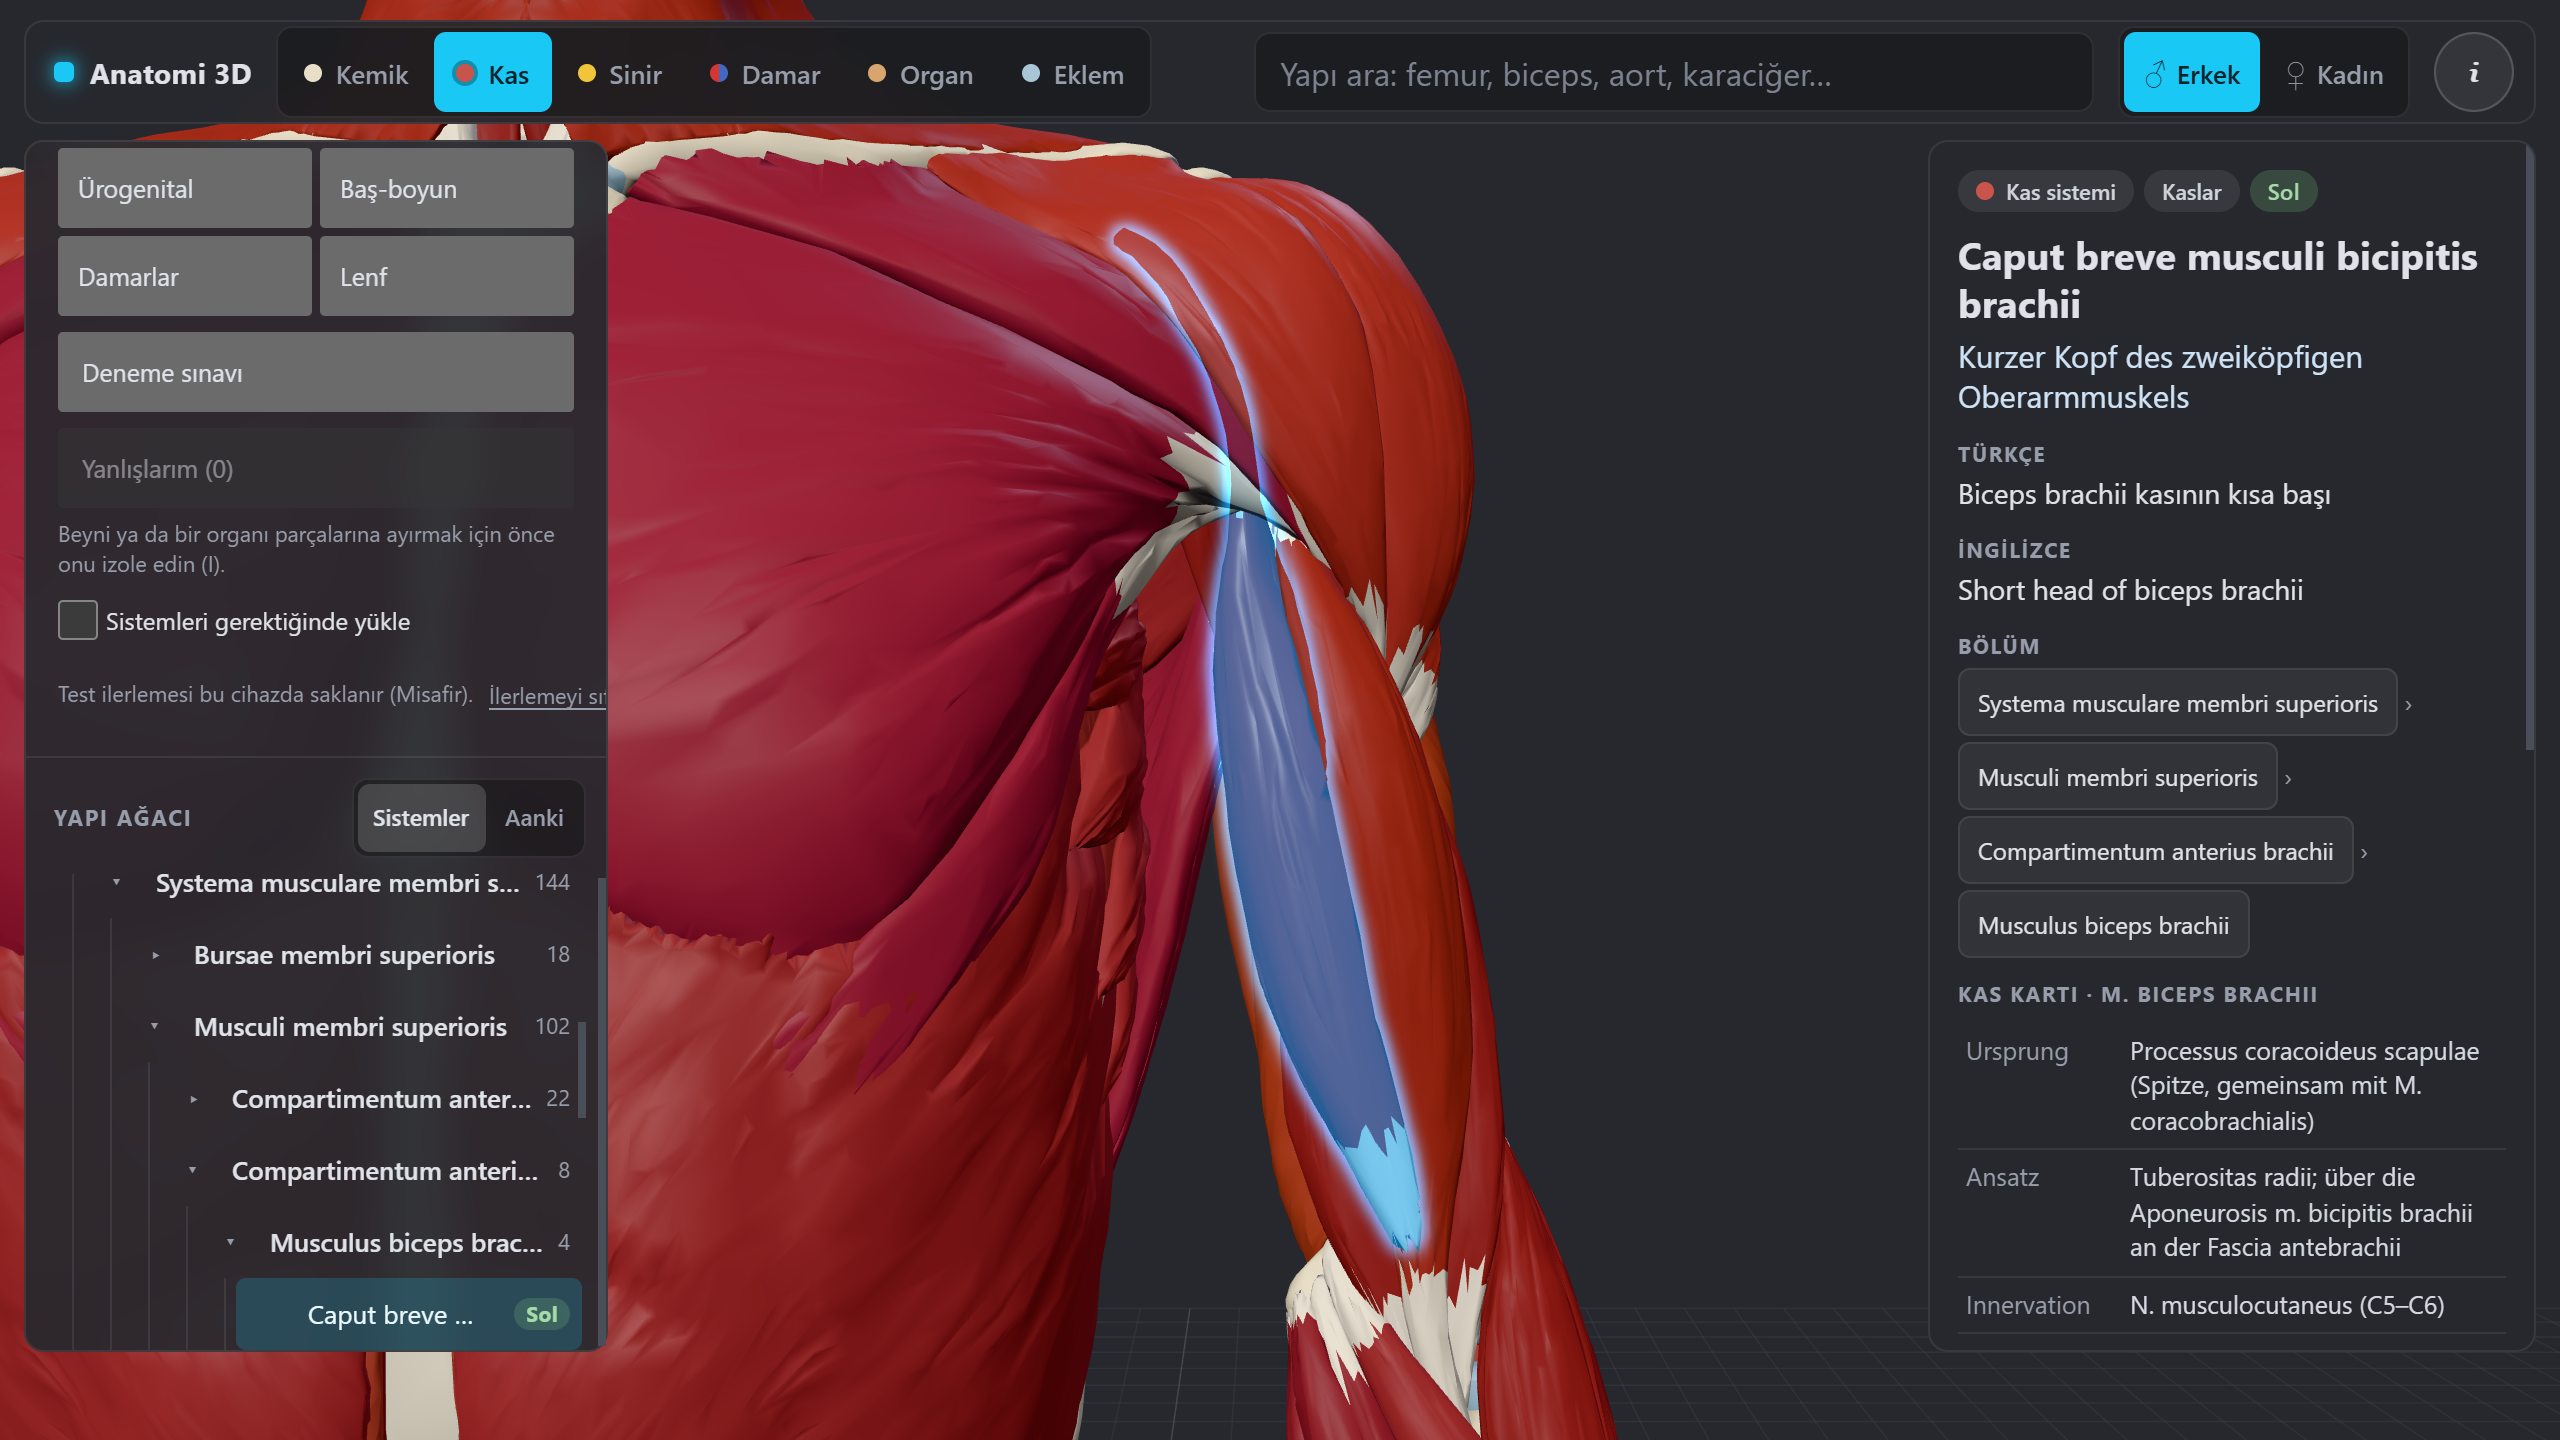 Anatomi 3D
Kemik
Kas
Sinir
Damar
Organ
Eklem
Yapı ara: femur, biceps, aort, karaciğer...
♂ Erkek
♀ Kadın
i
Ürogenital
Baş-boyun
Damarlar
Lenf
Deneme sınavı
Yanlışlarım (0)
Beyni ya da bir organı parçalarına ayırmak için önce
onu izole edin (I).
Sistemleri gerektiğinde yükle
Test ilerlemesi bu cihazda saklanır (Misafir).
İlerlemeyi
YAPI AĞACI
Sistemler
Aanki
Systema musculare membri s... 144
Bursae membri superioris 18
Musculi membri superioris 102
Compartimentum anter... 22
Compartimentum anteri... 8
Musculus biceps brac... 4
Caput breve ... Sol
Kas sistemi
Kaslar
Sol
Caput breve musculi bicipitis
brachii
Kurzer Kopf des zweiköpfigen
Oberarmmuskels
TÜRKÇE
Biceps brachii kasının kısa başı
İNGİLİZCE
Short head of biceps brachii
BÖLÜM
Systema musculare membri superioris ›
Musculi membri superioris ›
Compartimentum anterius brachii ›
Musculus biceps brachii
KAS KARTI · M. BICEPS BRACHII
Ursprung
Processus coracoideus scapulae
(Spitze, gemeinsam mit M.
coracobrachialis)
Ansatz
Tuberositas radii; über die
Aponeurosis m. bicipitis brachii
an der Fascia antebrachii
Innervation
N. musculocutaneus (C5–C6)